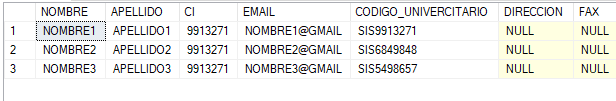 NOMBRE APELLIDO CI EMAIL CODIGO_UNIVERCITARIO DIRECCION FAX
1 NOMBRE1 APELLIDO1 9913271 NOMBRE1@GMAIL SIS9913271 NULL NULL
2 NOMBRE2 APELLIDO2 9913271 NOMBRE2@GMAIL SIS6849848 NULL NULL
3 NOMBRE3 APELLIDO3 9913271 NOMBRE3@GMAIL SIS5498657 NULL NULL